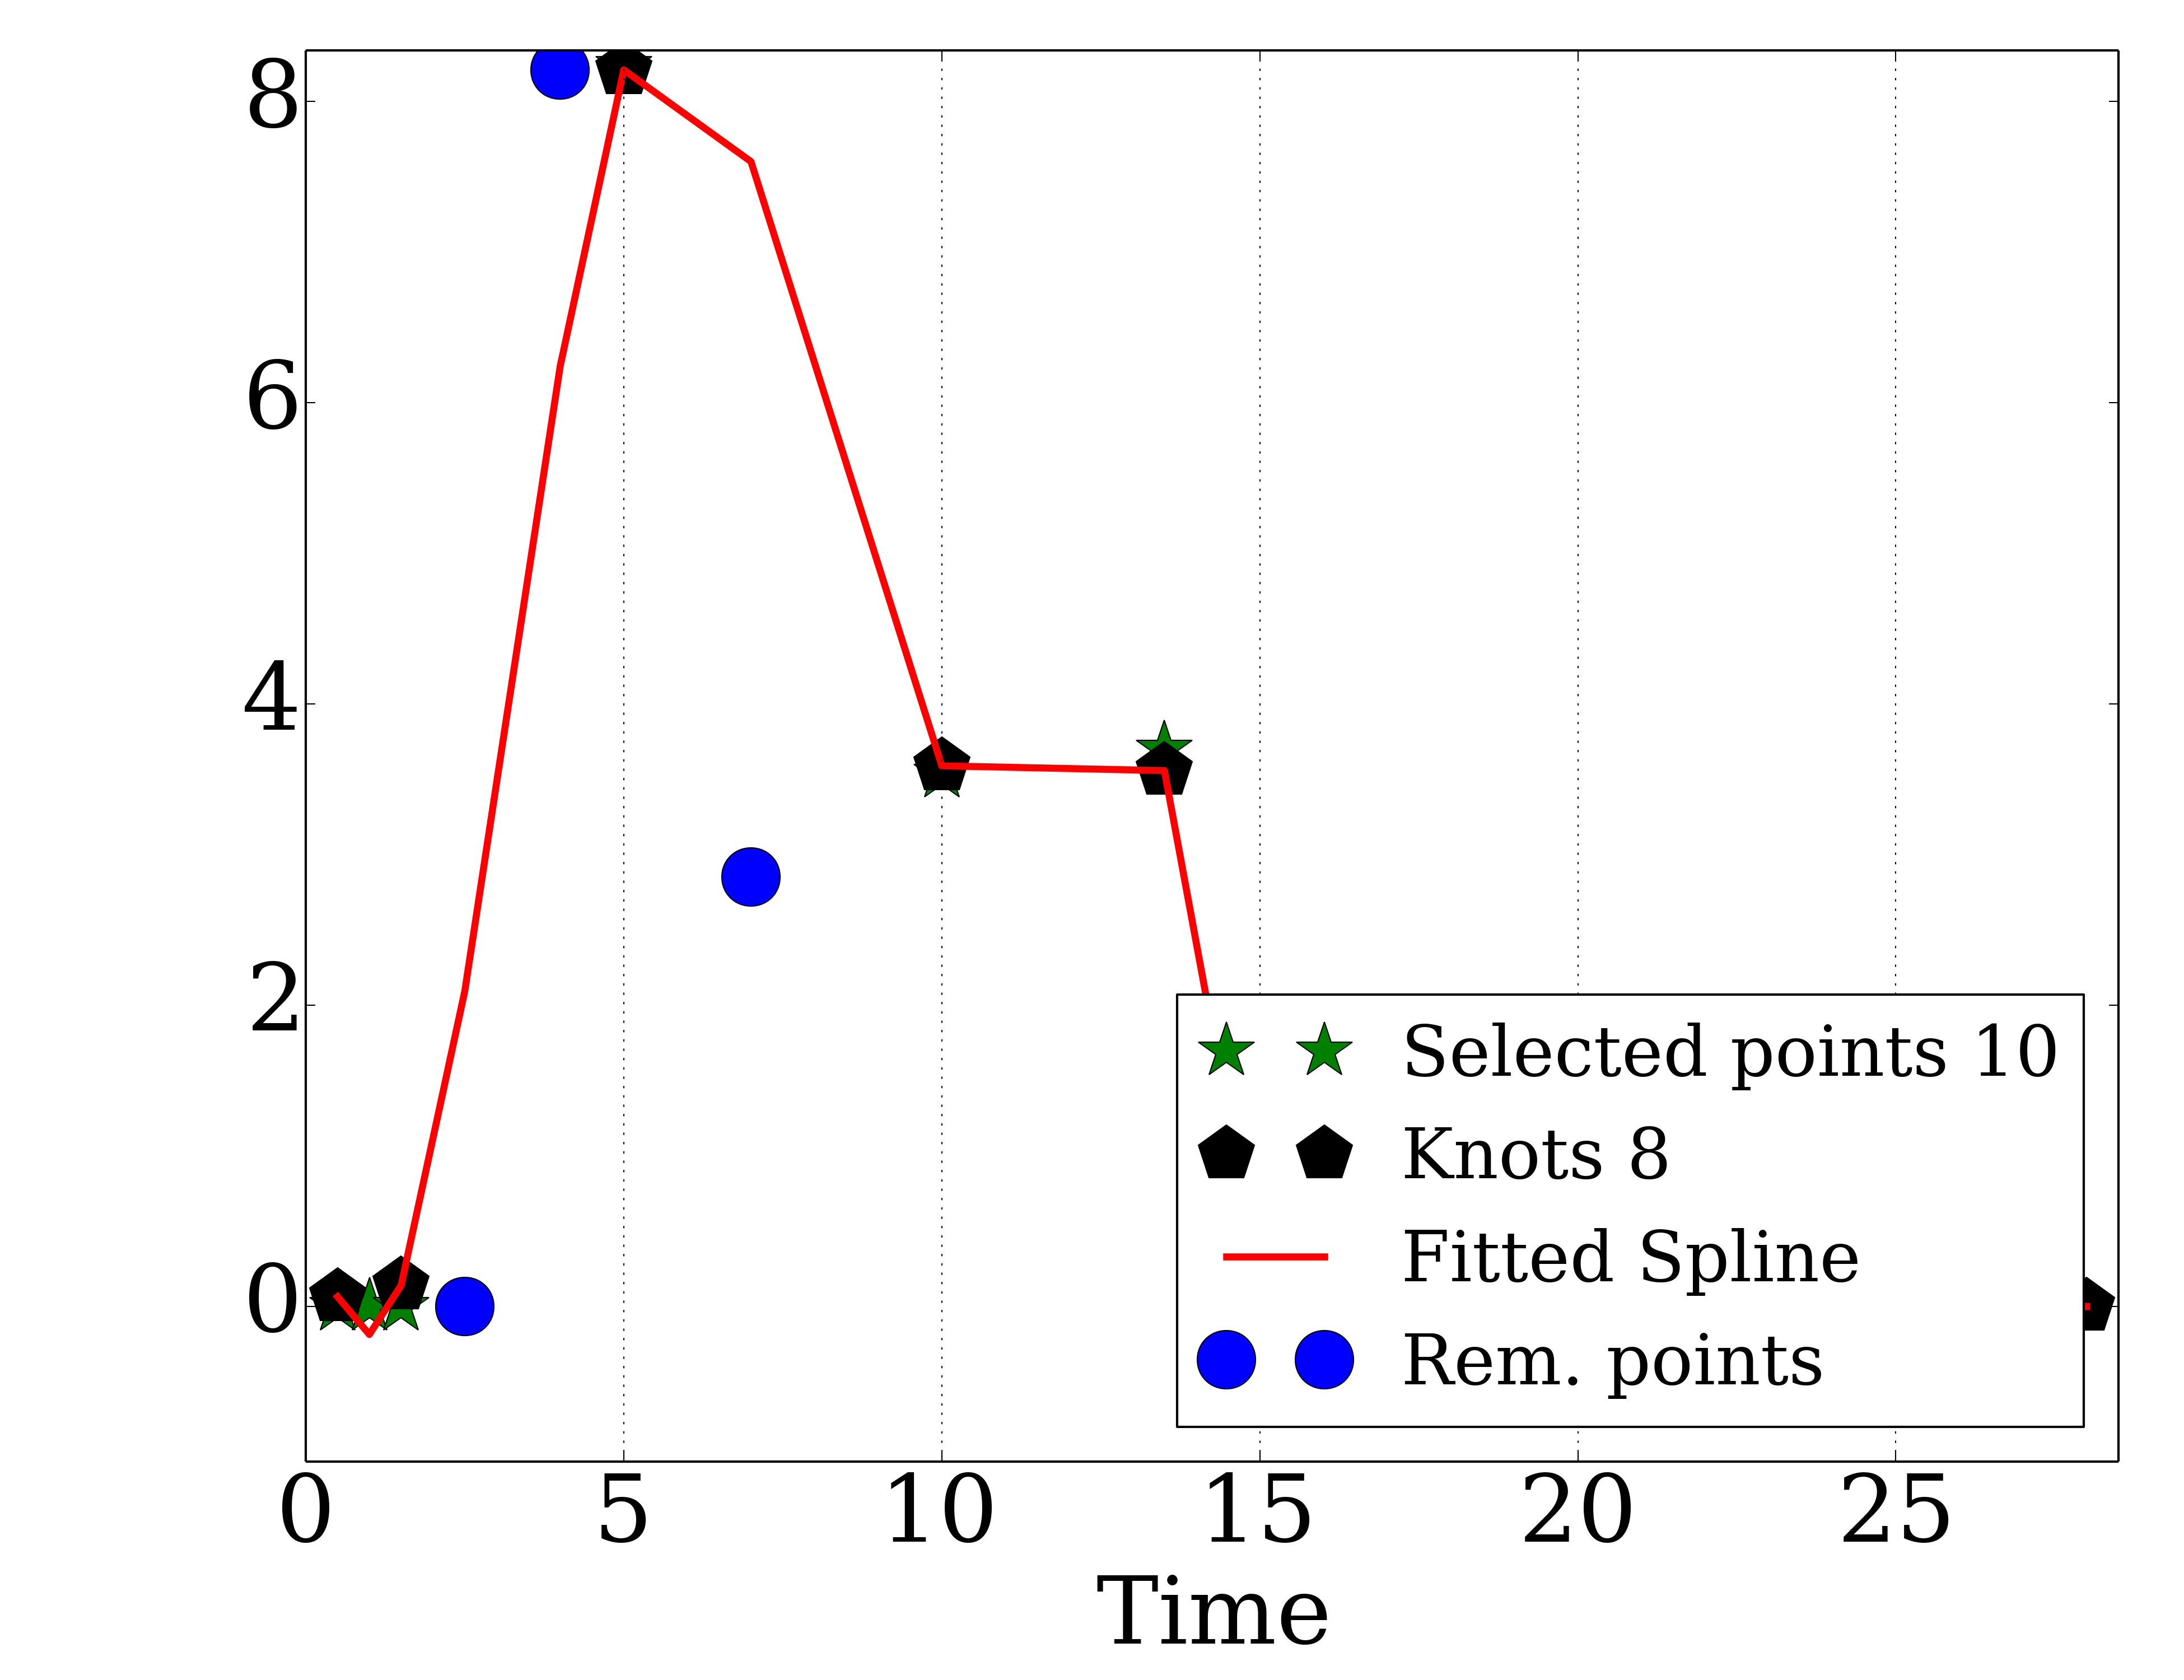 8
6
4
2
0
Selected points 10
Knots 8
Fitted Spline
Rem. points
0 5 10 15 20 25
Time